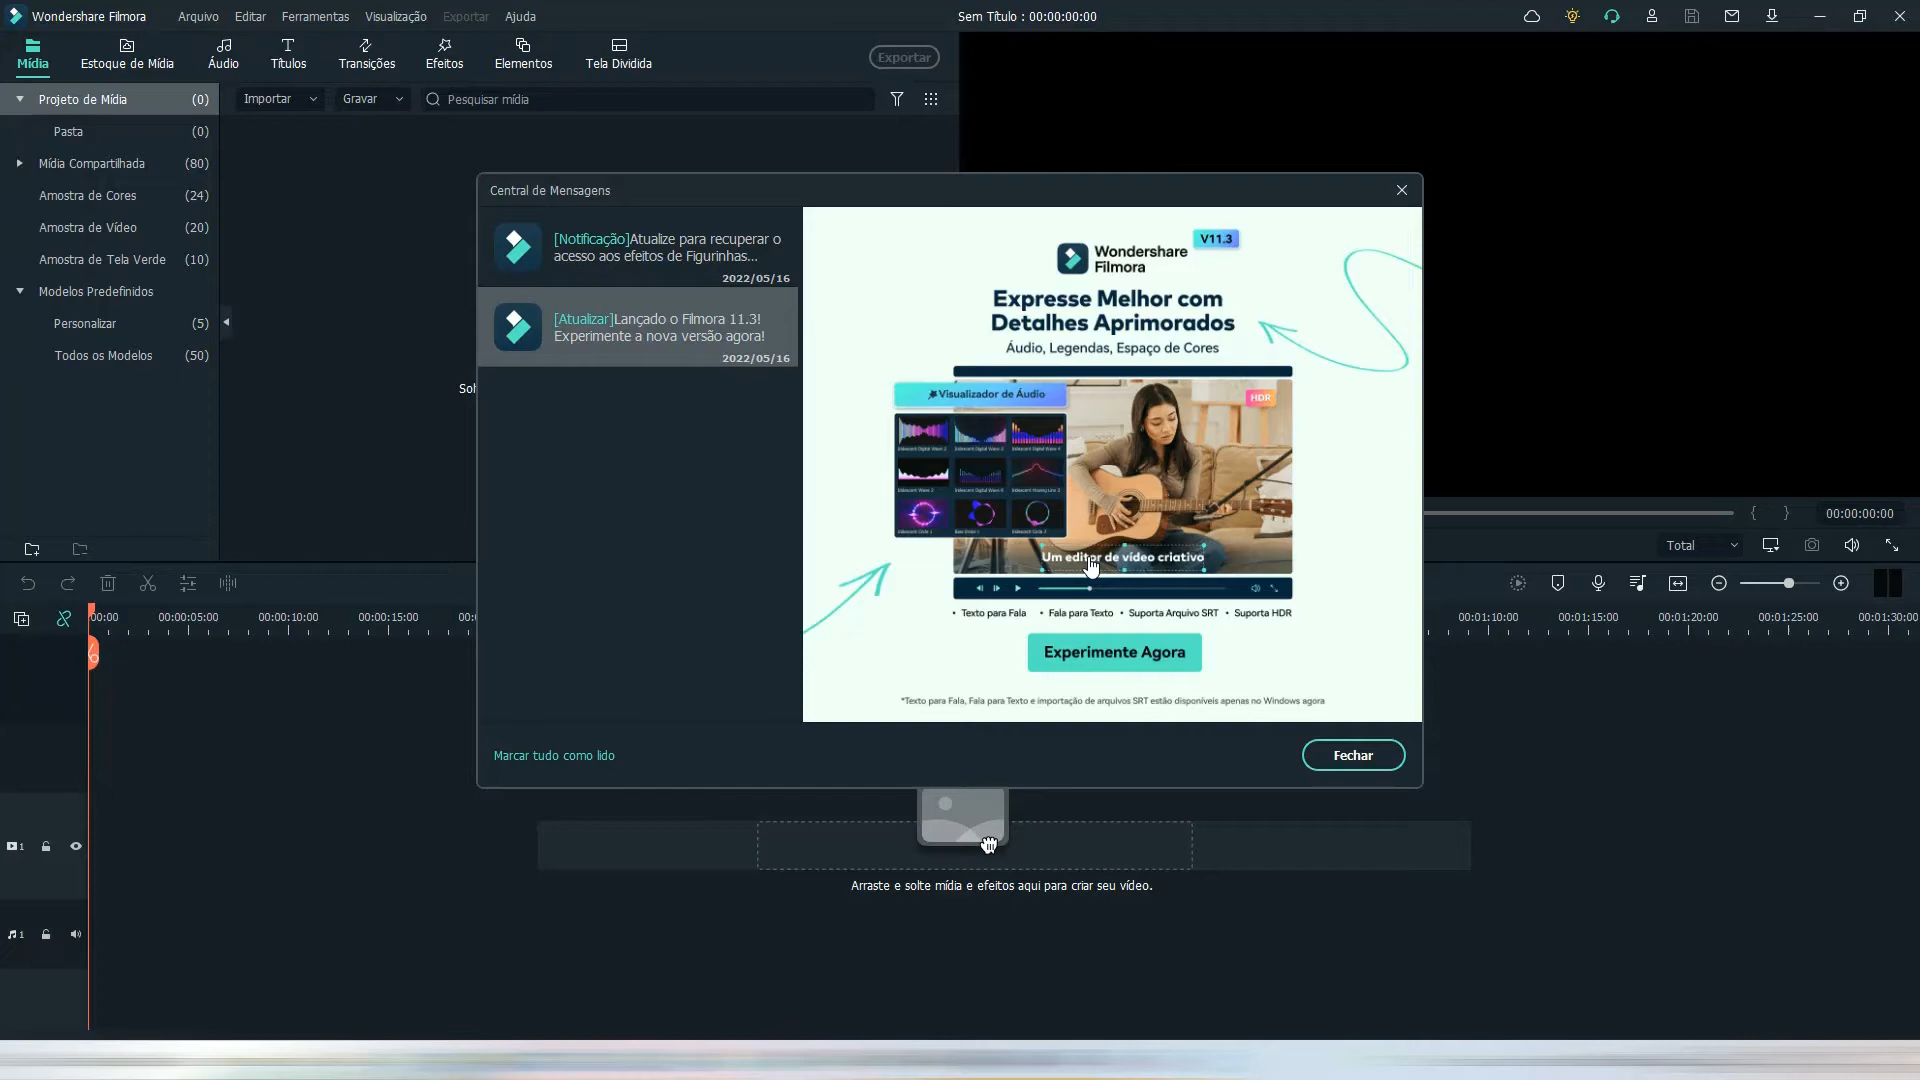 Wondershare Filmora
Arquivo
Editar
Ferramentas
Visualização
Exportar
Ajuda
Sem Título : 00:00:00:00
Mídia
Estoque de Mídia
Áudio
Títulos
Transições
Efeitos
Elementos
Tela Dividida
Exportar
Projeto de Mídia (0)
Pasta (0)
Mídia Compartilhada (80)
Amostra de Cores (24)
Amostra de Vídeo (20)
Amostra de Tela Verde (10)
Modelos Predefinidos
Personalizar (5)
Todos os Modelos (50)
Importar
Gravar
Pesquisar mídia
Central de Mensagens
[Notificação]Atualize para recuperar o
acesso aos efeitos de Figurinhas...
2022/05/16
[Atualizar]Lançado o Filmora 11.3!
Experimente a nova versão agora!
2022/05/16
V11.3
Wondershare
Filmora
Expresse Melhor com
Detalhes Aprimorados
Áudio, Legendas, Espaço de Cores
Visualizador de Áudio
HDR
Um editor de vídeo criativo
• Texto para Fala • Fala para Texto • Suporta Arquivo SRT • Suporta HDR
Experimente Agora
*Texto para Fala, Fala para Texto e importação de arquivos SRT estão disponíveis apenas no Windows agora
Marcar tudo como lido
Fechar
00:00:00:00
Total
00:00:05:00
00:00:10:00
00:00:15:00
00:01:10:00
00:01:15:00
00:01:20:00
00:01:25:00
00:01:30:00
1
1
Arraste e solte mídia e efeitos aqui para criar seu vídeo.